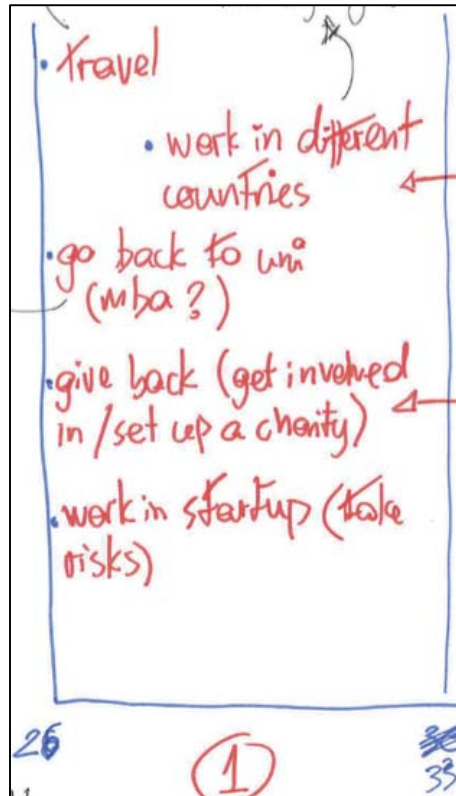 • travel
• work in different
countries
• go back to uni
(mba?)
• give back (get involved
in / set up a charity)
• work in startup (take
risks)
26
1
33